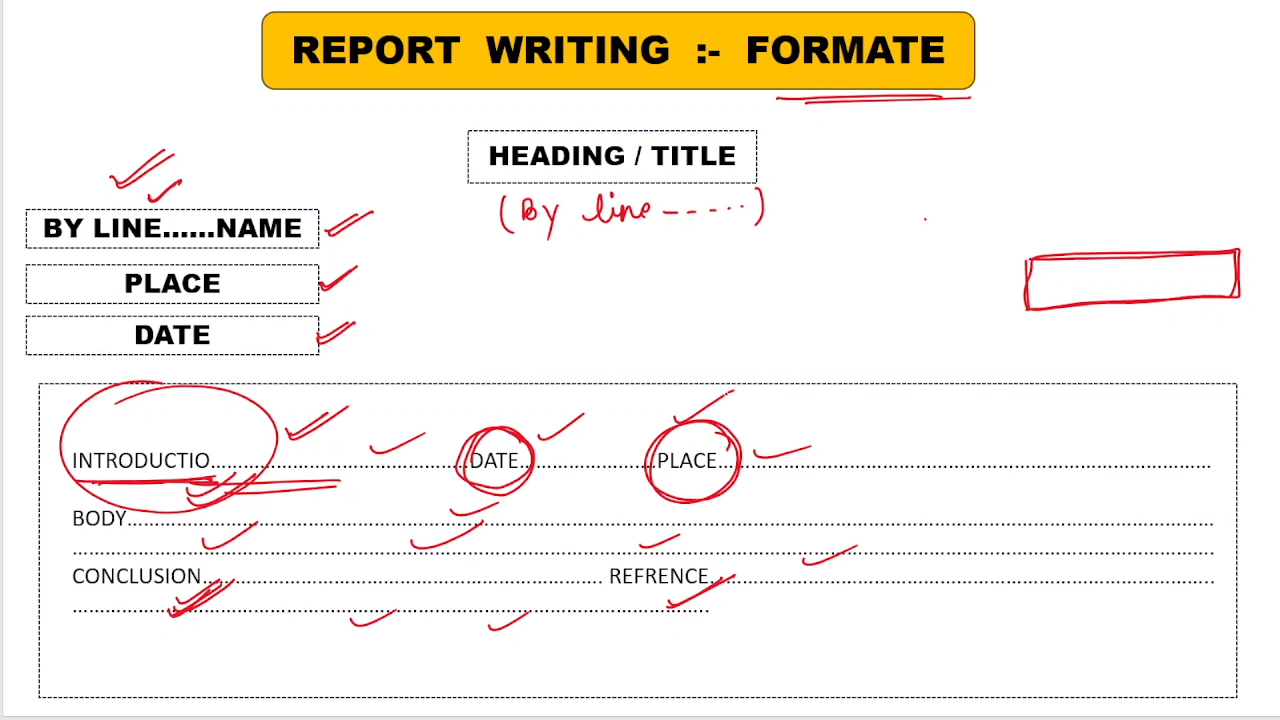 REPORT WRITING :- FORMATE
HEADING / TITLE
(By line -----)
BY LINE......NAME
PLACE
DATE
INTRODUCTIO..........DATE..........PLACE..........
BODY..........
CONCLUSION.......... REFRENCE..........